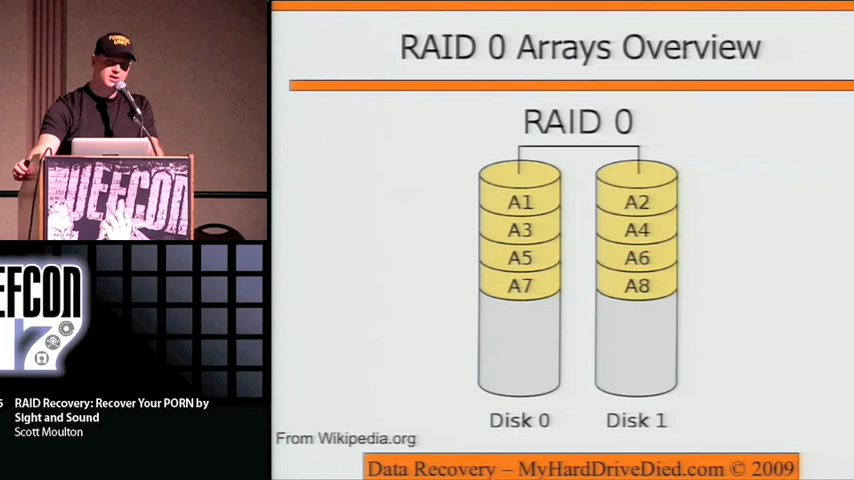 RAID 0 Arrays Overview
RAID 0
A1
A2
A3
A4
A5
A6
A7
A8
Disk 0
Disk 1
From Wikipedia.org
Data Recovery – MyHardDriveDied.com © 2009
DEFCON
EFCON
17
RAID Recovery: Recover Your PORN by
Sight and Sound
Scott Moulton